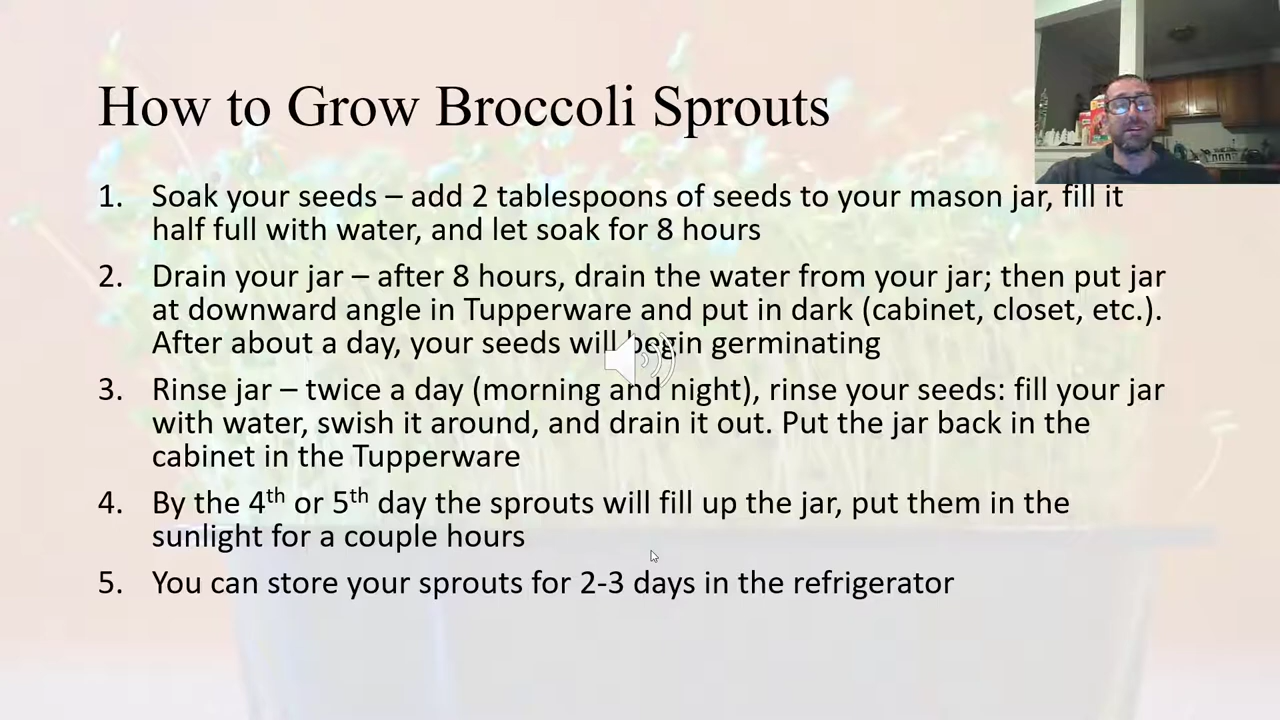 How to Grow Broccoli Sprouts
1. Soak your seeds – add 2 tablespoons of seeds to your mason jar, fill it
half full with water, and let soak for 8 hours
2. Drain your jar – after 8 hours, drain the water from your jar; then put jar
at downward angle in Tupperware and put in dark (cabinet, closet, etc.).
After about a day, your seeds will begin germinating
3. Rinse jar – twice a day (morning and night), rinse your seeds: fill your jar
with water, swish it around, and drain it out. Put the jar back in the
cabinet in the Tupperware
4. By the 4th or 5th day the sprouts will fill up the jar, put them in the
sunlight for a couple hours
5. You can store your sprouts for 2-3 days in the refrigerator